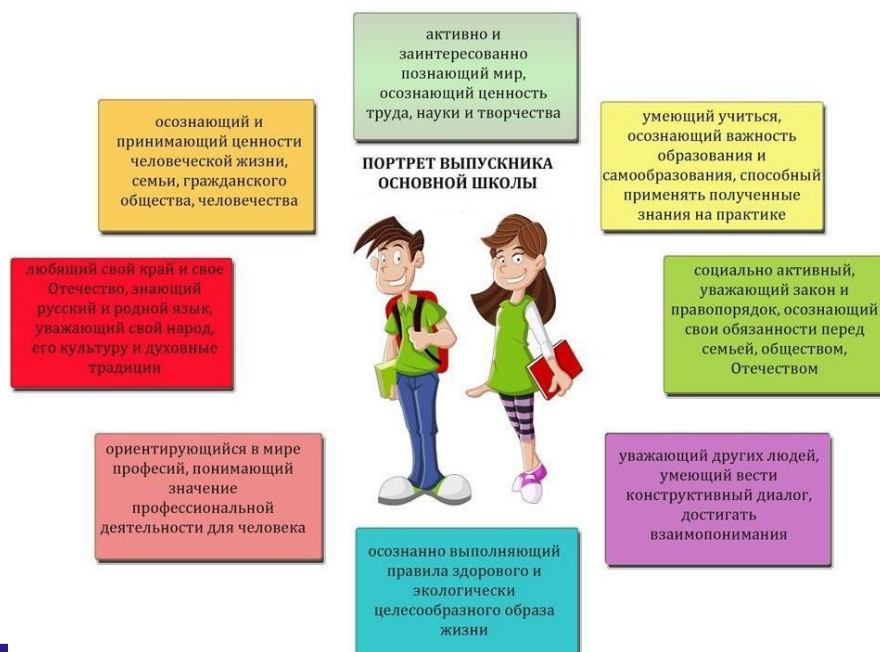 активно и
заинтересованно
познающий мир,
осознающий ценность
труда, науки и творчества
осознающий и
принимающий ценности
человеческой жизни,
семьи, гражданского
общества, человечества
умеющий учиться,
осознающий важность
образования и
самообразования, способный
применять полученные
знания на практике
ПОРТРЕТ ВЫПУСКНИКА
ОСНОВНОЙ ШКОЛЫ
любящий свой край и свое
Отечество, знающий
русский и родной язык,
уважающий свой народ,
его культуру и духовные
традиции
социально активный,
уважающий закон и
правопорядок, осознающий
свои обязанности перед
семьей, обществом,
Отечеством
ориентирующийся в мире
професий, понимающий
значение
профессиональной
деятельности для человека
уважающий других людей,
умеющий вести
конструктивный диалог,
достигать
взаимопонимания
осознанно выполняющий
правила здорового и
экологически
целесообразного образа
жизни